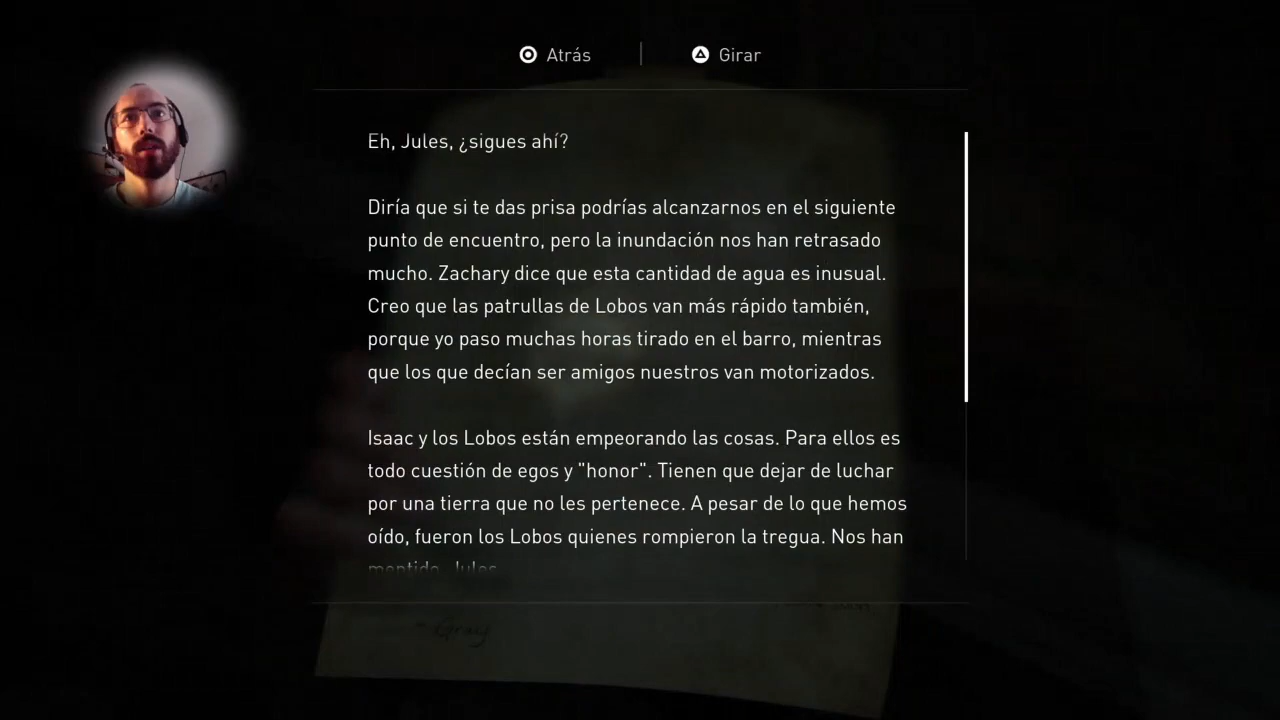 Atrás | Girar
Eh, Jules, ¿sigues ahí?
Diría que si te das prisa podrías alcanzarnos en el siguiente
punto de encuentro, pero la inundación nos han retrasado
mucho. Zachary dice que esta cantidad de agua es inusual.
Creo que las patrullas de Lobos van más rápido también,
porque yo paso muchas horas tirado en el barro, mientras
que los que decían ser amigos nuestros van motorizados.
Isaac y los Lobos están empeorando las cosas. Para ellos es
todo cuestión de egos y "honor". Tienen que dejar de luchar
por una tierra que no les pertenece. A pesar de lo que hemos
oído, fueron los Lobos quienes rompieron la tregua. Nos han
mentido, Jules